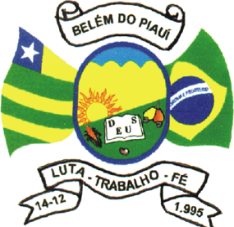 BELÉM DO PIAUÍ
D S
EU
LUTA - TRABALHO - FÉ
14-12
1.995